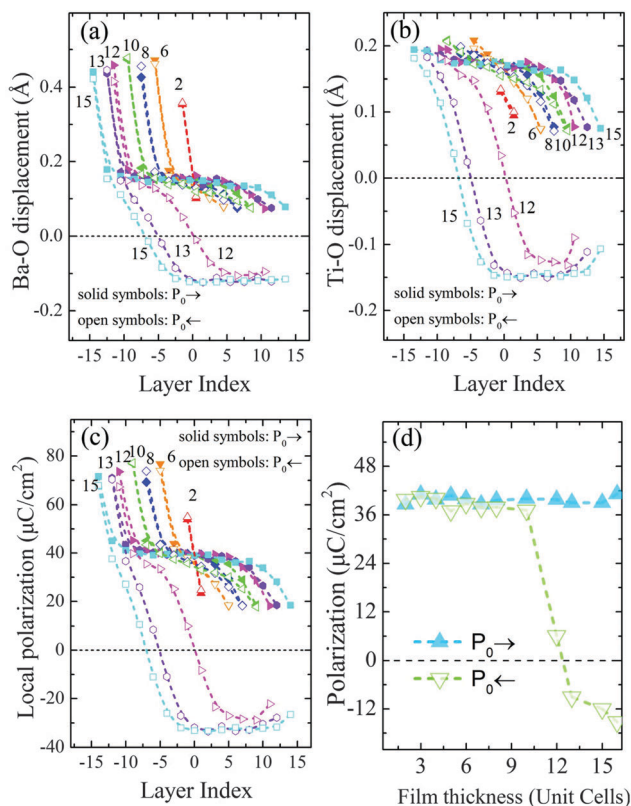 (a)
10
13 12 8 6
2
15
0.4
0.2
0.0
-0.2
Ba-O displacement (Å)
15 13 12
solid symbols: P0→
open symbols: P0←
-15 -10 -5 0 5 10 15
Layer Index
(b)
0.2
0.1
0.0
-0.1
-0.2
Ti-O displacement (Å)
2
6 8 10 12 13 15
15 13 12
solid symbols: P0→
open symbols: P0←
-15 -10 -5 0 5 10 15
Layer Index
(c)
solid symbols: P0→
open symbols: P0←
10
13 12 8 6
15
2
80
60
40
20
0
-20
-40
Local polarization (μC/cm²)
15 13 12
-15 -10 -5 0 5 10 15
Layer Index
(d)
48
36
24
12
0
-12
Polarization (μC/cm²)
P0→
P0←
3 6 9 12 15
Film thickness (Unit Cells)